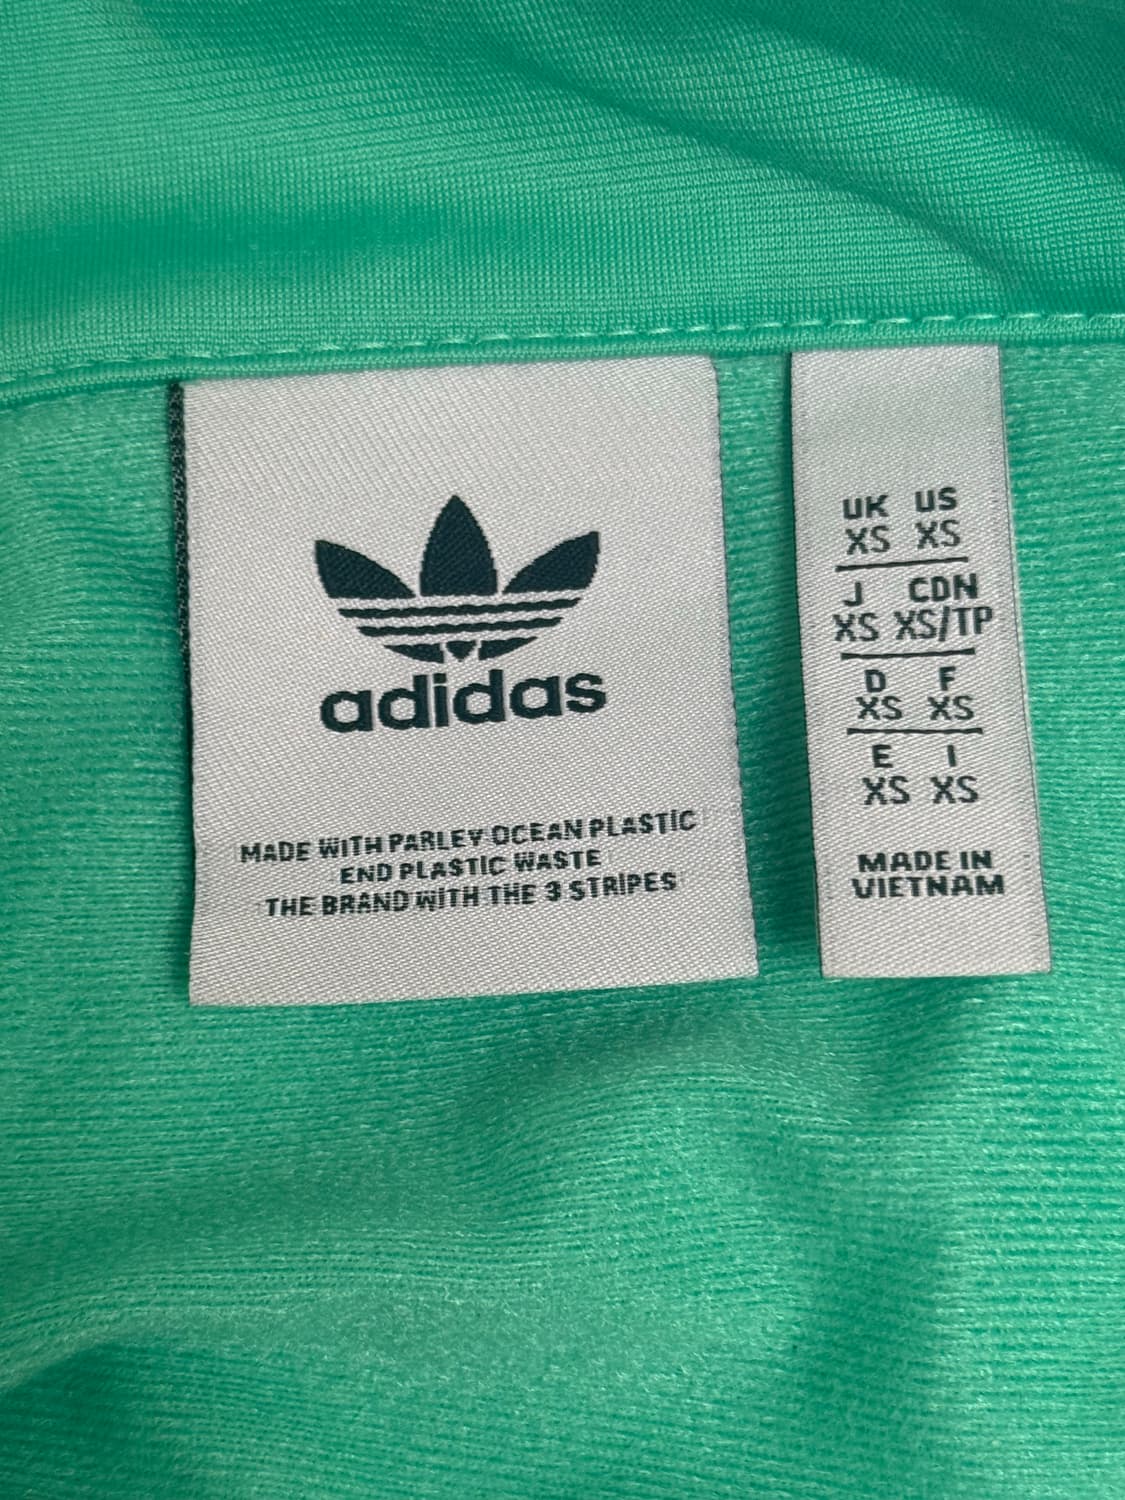 adidas
MADE WITH PARLEY OCEAN PLASTIC
END PLASTIC WASTE
THE BRAND WITH THE 3 STRIPES
UK US
XS XS
J CDN
XS XS/TP
D F
XS XS
E I
XS XS
MADE IN
VIETNAM